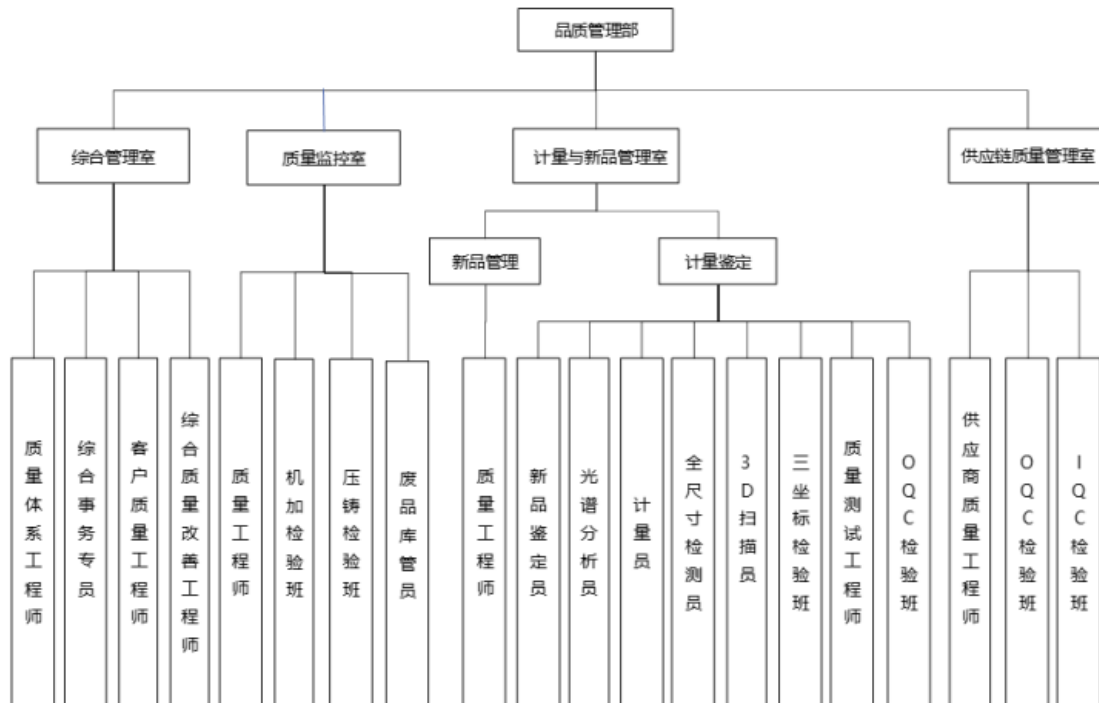 品质管理部
综合管理室
质量监控室
计量与新品管理室
供应链质量管理室
新品管理
计量鉴定
质量体系工程师
综合事务专员
客户质量工程师
综合质量改善工程师
质量工程师
机加检验班
压铸检验班
废品库管员
质量工程师
新品鉴定员
光谱分析员
计量员
全尺寸检测员
3D扫描员
三坐标检验班
质量测试工程师
OQC检验班
供应商质量工程师
OQC检验班
IQC检验班